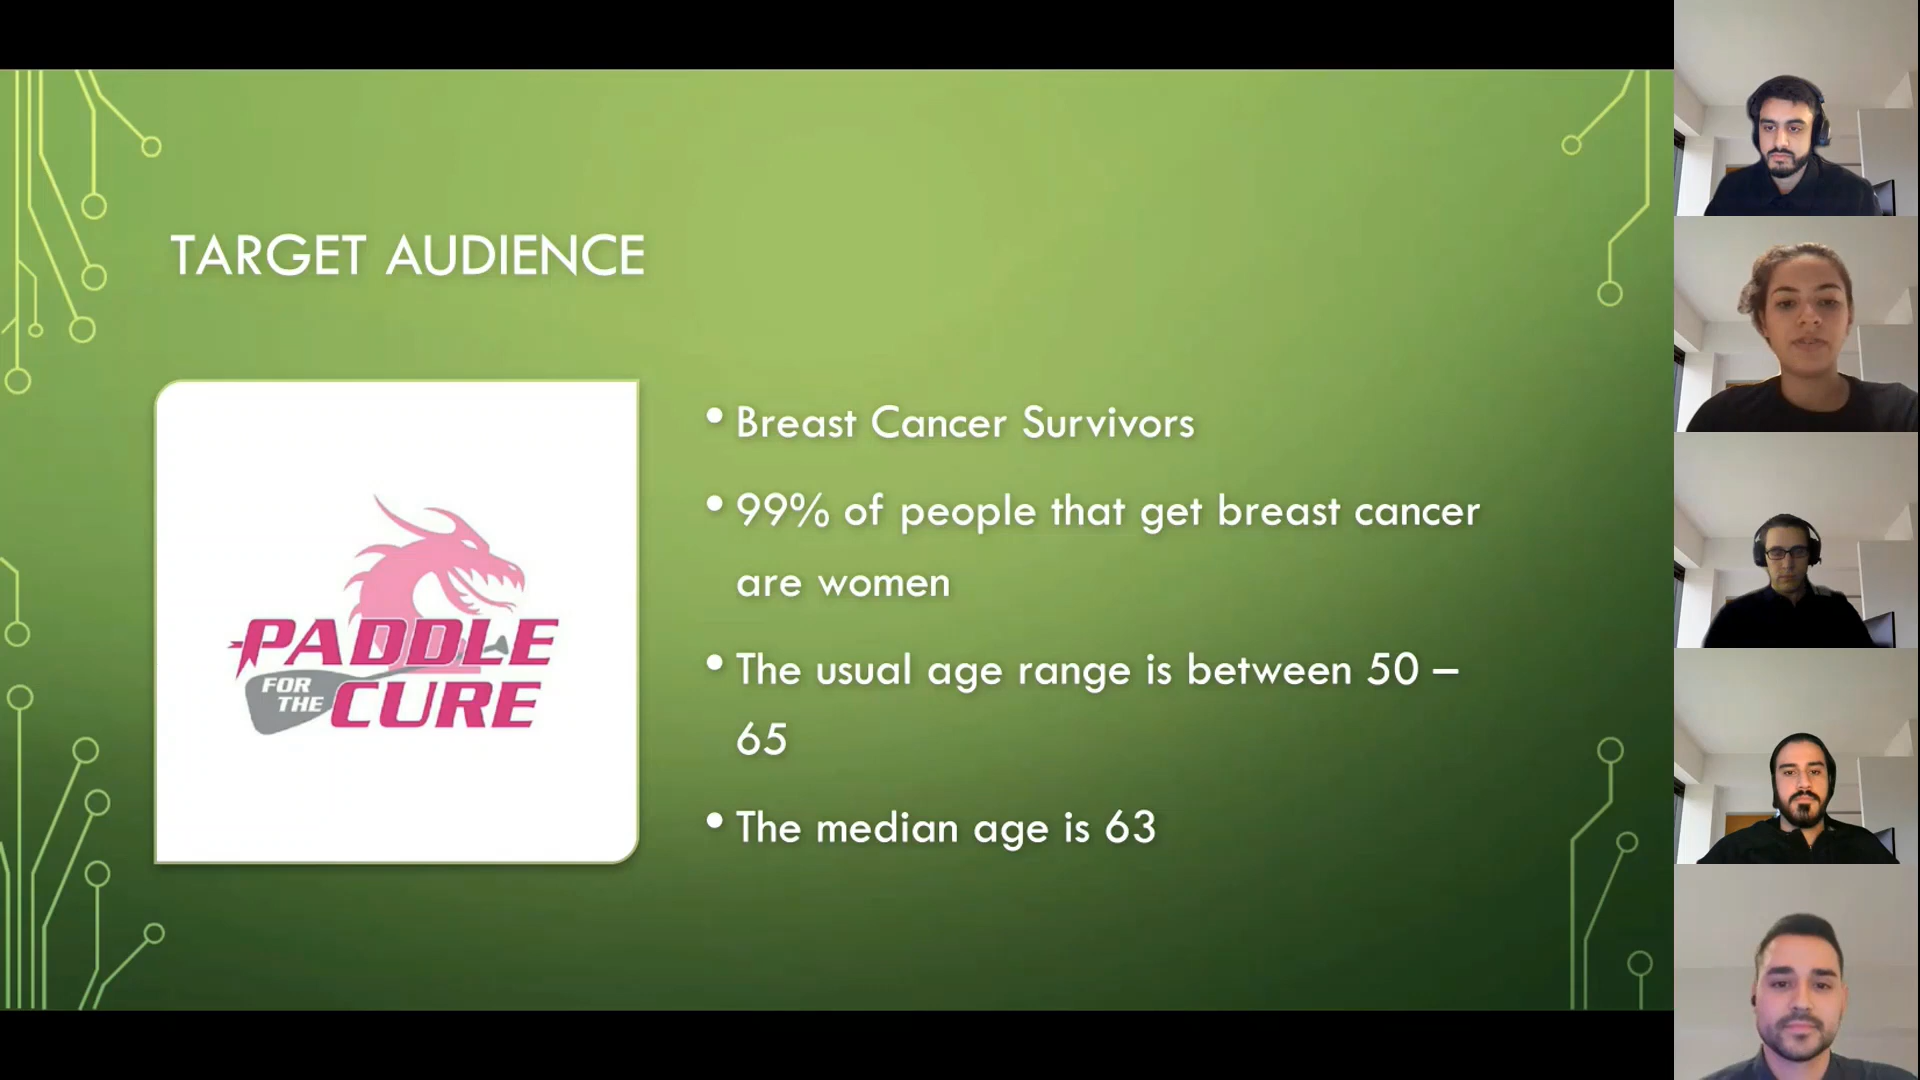 TARGET AUDIENCE
PADDLE
FOR THE
CURE
• Breast Cancer Survivors
• 99% of people that get breast cancer
are women
• The usual age range is between 50 –
65
• The median age is 63